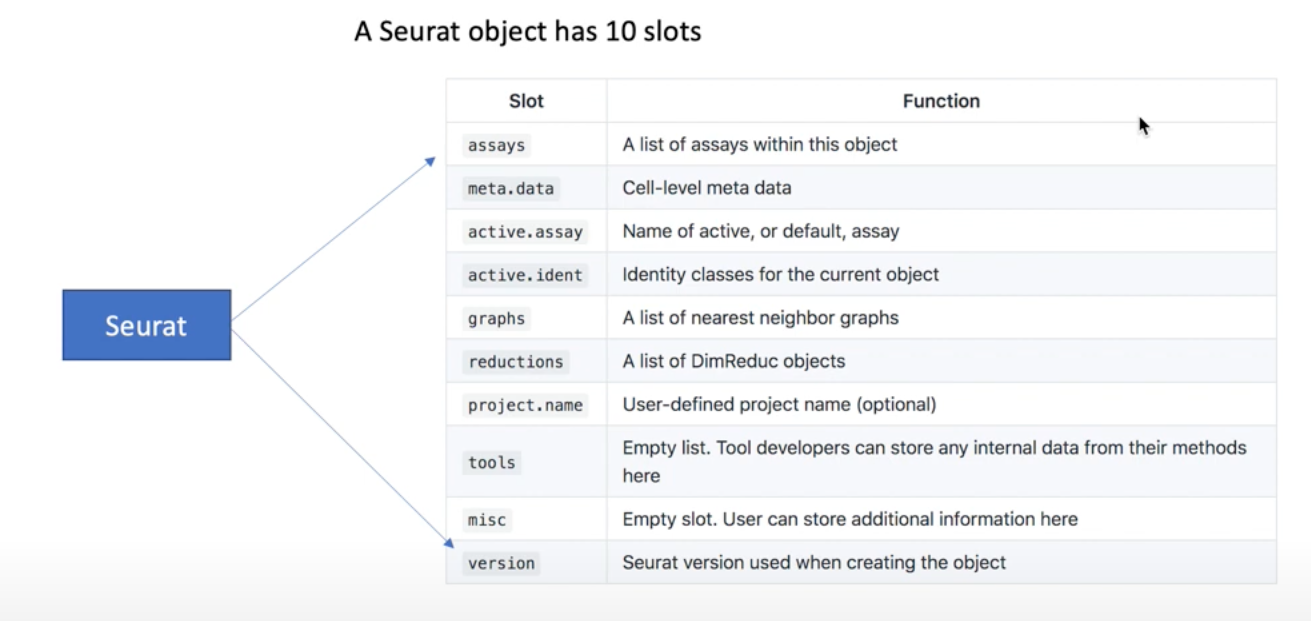 A Seurat object has 10 slots
Slot Function
assays A list of assays within this object
meta.data Cell-level meta data
active.assay Name of active, or default, assay
active.ident Identity classes for the current object
graphs A list of nearest neighbor graphs
Seurat
reductions A list of DimReduc objects
project.name User-defined project name (optional)
tools Empty list. Tool developers can store any internal data from their methods
here
misc Empty slot. User can store additional information here
version Seurat version used when creating the object